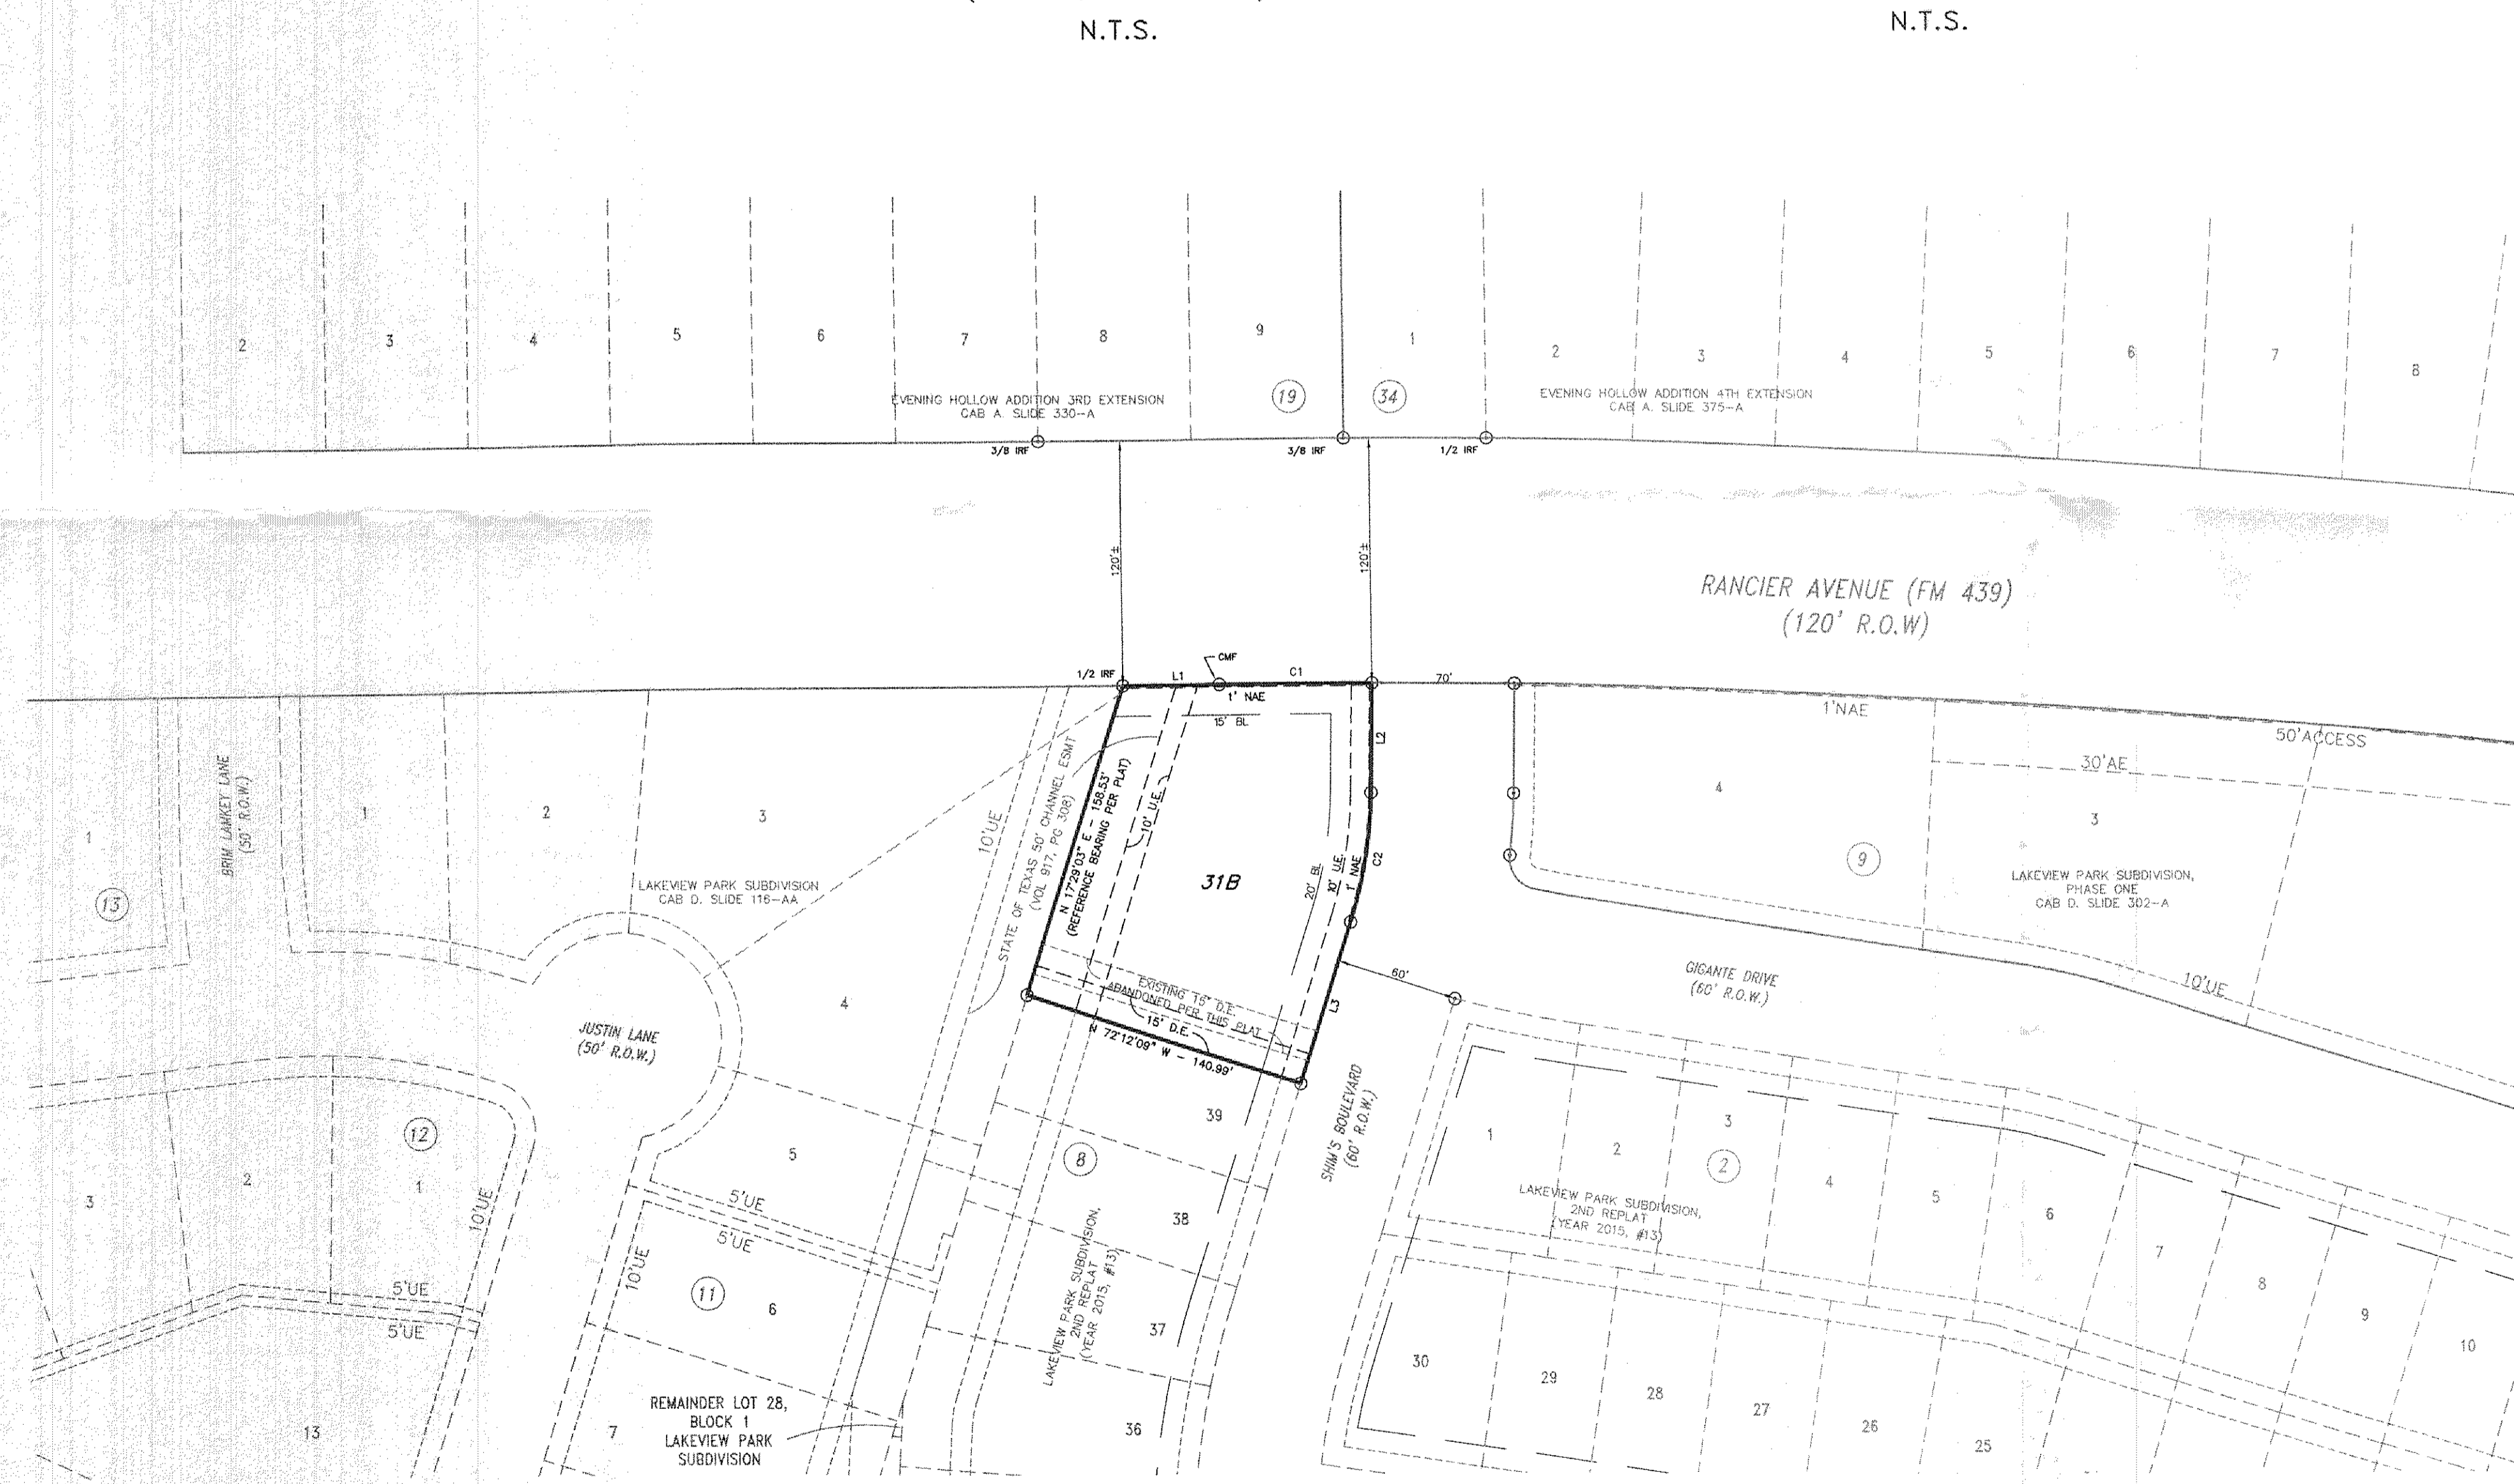 N.T.S.
N.T.S.
2
3
4
5
6
7
8
9
1
2
3
4
5
6
7
8
EVENING HOLLOW ADDITION 3RD EXTENSION
CAB A. SLIDE 330-A
19
34
EVENING HOLLOW ADDITION 4TH EXTENSION
CAB A. SLIDE 375-A
3/8 IRF
3/8 IRF
1/2 IRF
120'±
120'±
RANCIER AVENUE (FM 439)
(120' R.O.W)
1/2 IRF
L1
CMF
C1
70'
1' NAE
15' BL
1'NAE
50'ACCESS
30'AE
L2
BRIM LAMKEY LANE
(50' R.O.W.)
1
1
2
3
13
LAKEVIEW PARK SUBDIVISION
CAB D. SLIDE 116-AA
10'UE
STATE OF TEXAS 50' CHANNEL ESMT
(VOL 917, PG 308)
N 17°29'03" E - 158.53'
(REFERENCE BEARING PER PLAT)
10' U.E.
31B
20' BL
10' U.E.
1' NAE
C2
4
9
3
LAKEVIEW PARK SUBDIVISION,
PHASE ONE
CAB D. SLIDE 302-A
10'UE
GIGANTE DRIVE
(60' R.O.W.)
60'
L3
EXISTING 15' D.E.
ABANDONED PER THIS PLAT
15' D.E.
N 72°12'09" W - 140.99'
JUSTIN LANE
(50' R.O.W.)
4
5
SHIM'S BOULEVARD
(60' R.O.W.)
39
8
38
37
36
LAKEVIEW PARK SUBDIVISION,
2ND REPLAT
(YEAR 2015, #13)
12
3
2
1
10'UE
5'UE
5'UE
13
5'UE
5'UE
10'UE
11
6
7
REMAINDER LOT 28,
BLOCK 1
LAKEVIEW PARK
SUBDIVISION
1
2
3
2
4
5
6
7
8
9
10
LAKEVIEW PARK SUBDIVISION,
2ND REPLAT
(YEAR 2015, #13)
30
29
28
27
26
25